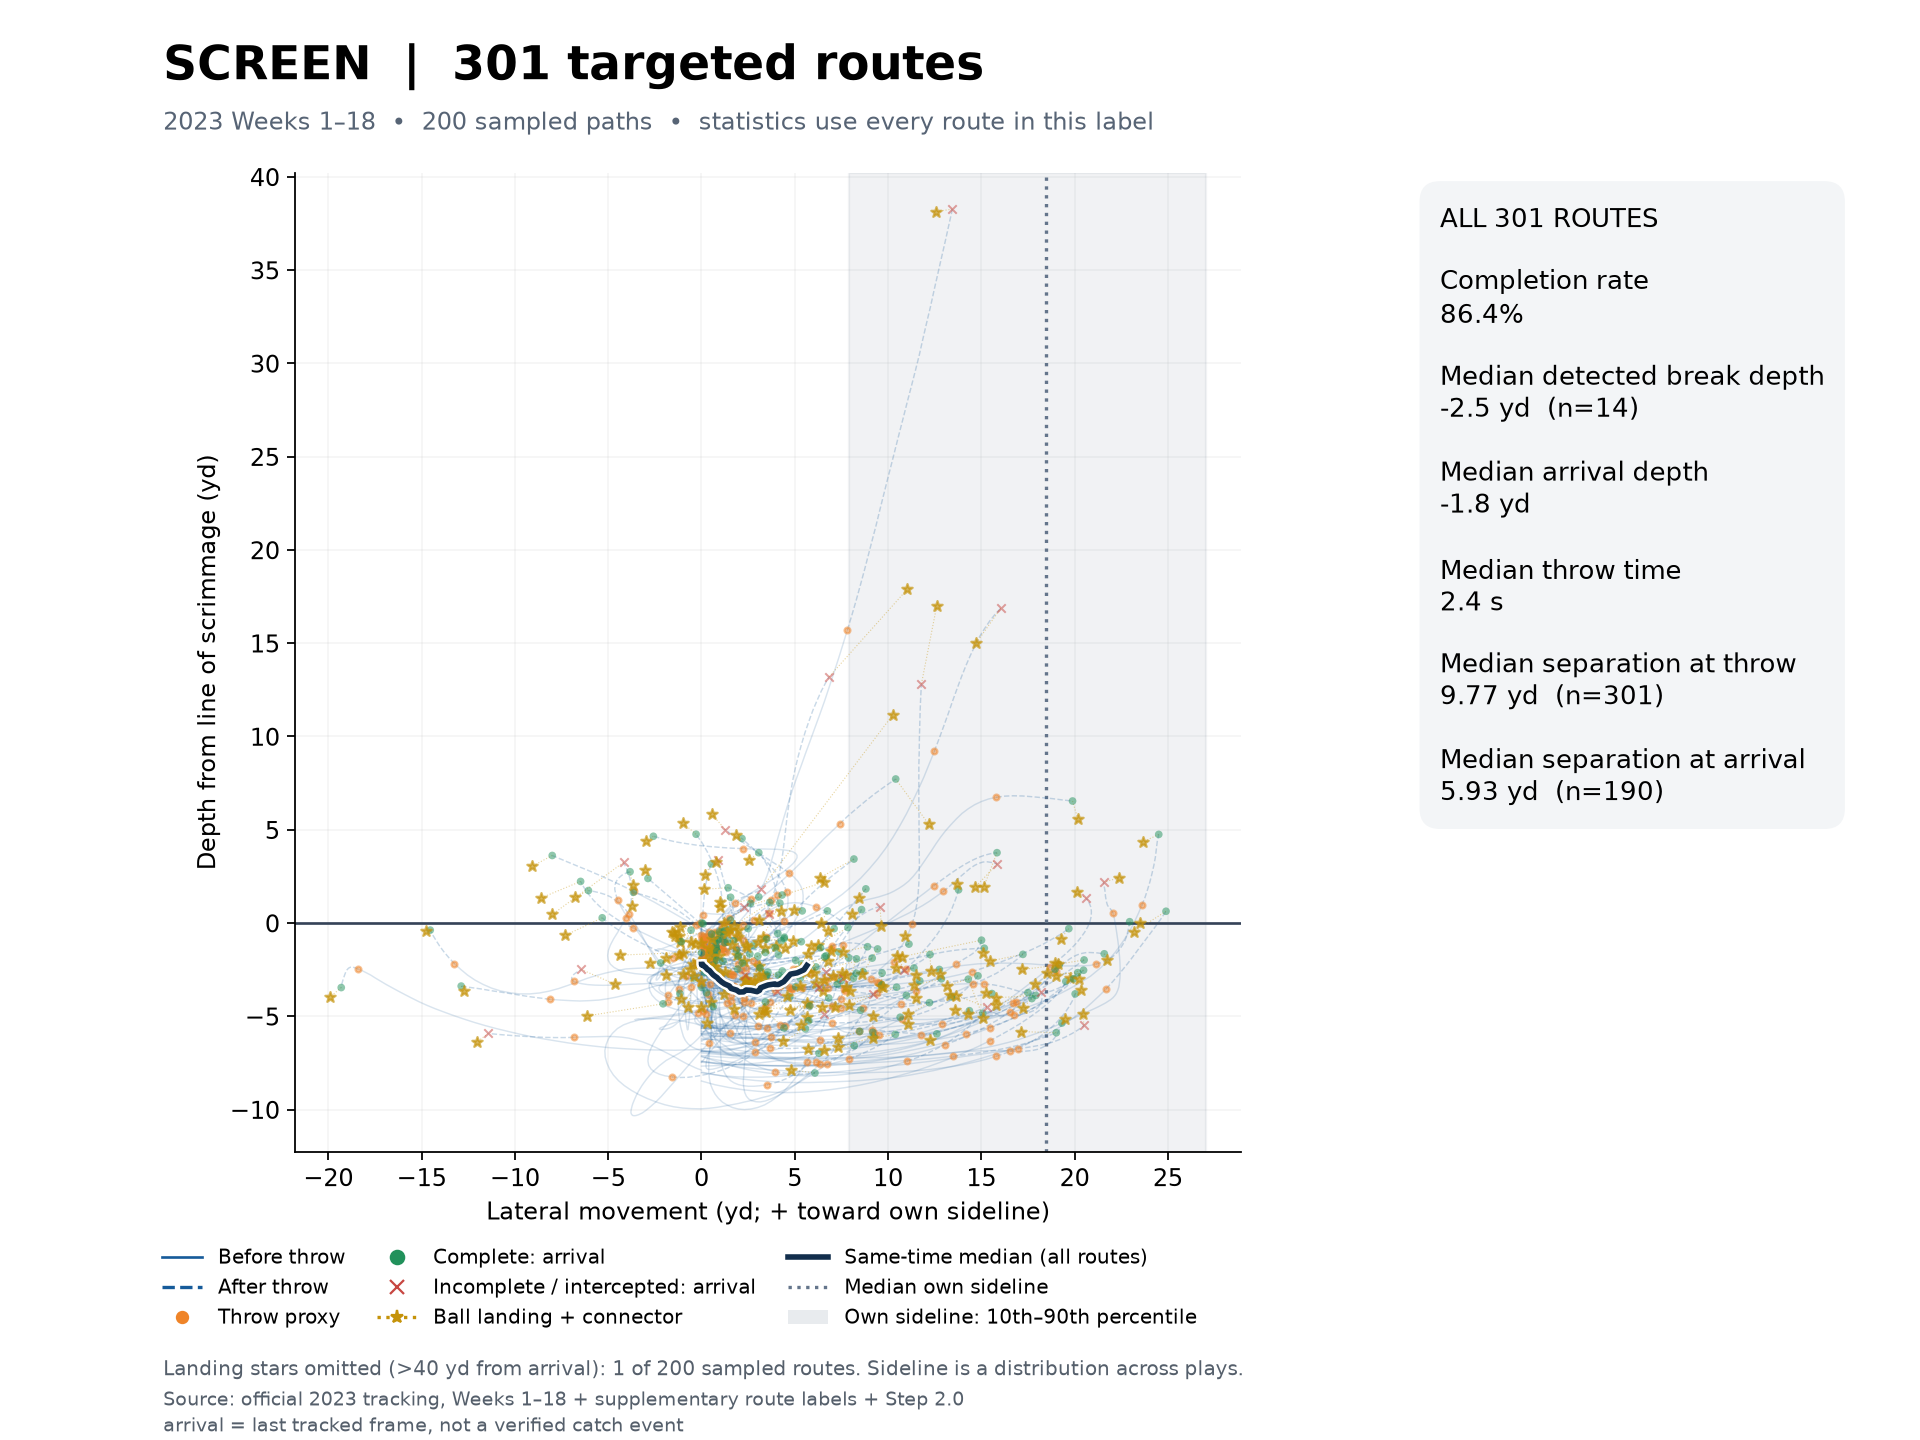 SCREEN  |  301 targeted routes
2023 Weeks 1–18  •  200 sampled paths  •  statistics use every route in this label
40
35
30
25
20
15
10
5
0
−5
−10
Depth from line of scrimmage (yd)
−20
−15
−10
−5
0
5
10
15
20
25
Lateral movement (yd; + toward own sideline)
ALL 301 ROUTES
Completion rate
86.4%
Median detected break depth
-2.5 yd  (n=14)
Median arrival depth
-1.8 yd
Median throw time
2.4 s
Median separation at throw
9.77 yd  (n=301)
Median separation at arrival
5.93 yd  (n=190)
Before throw
After throw
Throw proxy
Complete: arrival
Incomplete / intercepted: arrival
Ball landing + connector
Same-time median (all routes)
Median own sideline
Own sideline: 10th–90th percentile
Landing stars omitted (>40 yd from arrival): 1 of 200 sampled routes. Sideline is a distribution across plays.
Source: official 2023 tracking, Weeks 1–18 + supplementary route labels + Step 2.0
arrival = last tracked frame, not a verified catch event